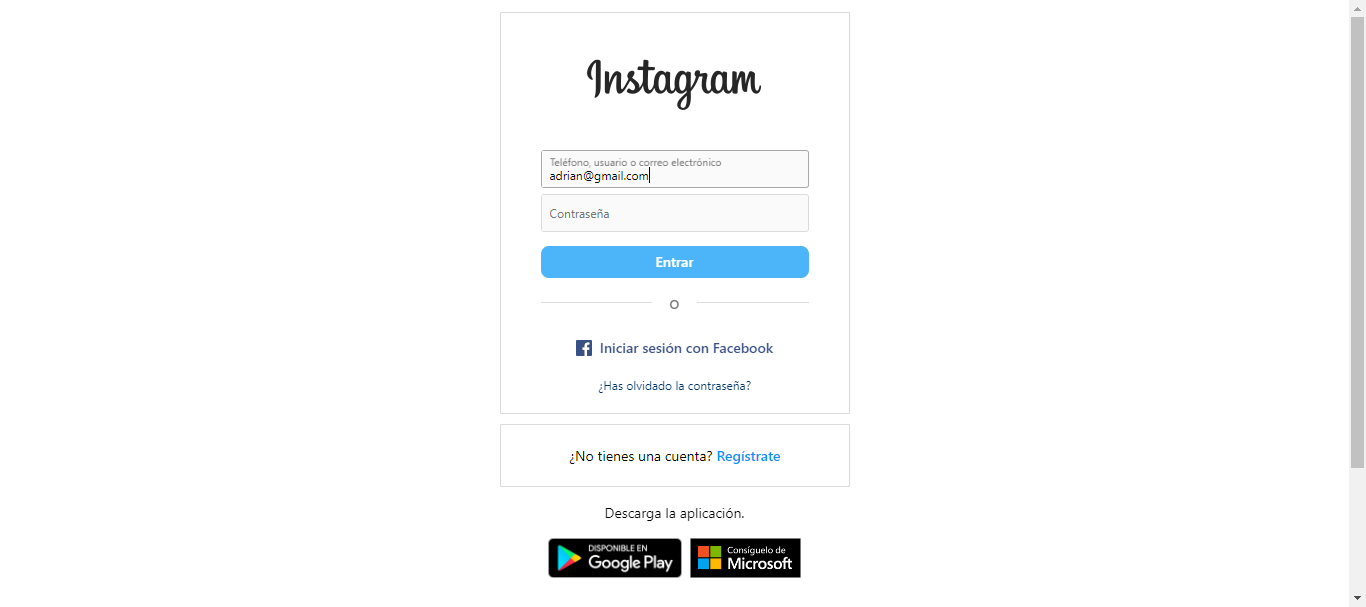 Instagram
Teléfono, usuario o correo electrónico
adrian@gmail.com
Contraseña
Entrar
O
Iniciar sesión con Facebook
¿Has olvidado la contraseña?
¿No tienes una cuenta? Regístrate
Descarga la aplicación.
DISPONIBLE EN
Google Play
Consíguelo de
Microsoft